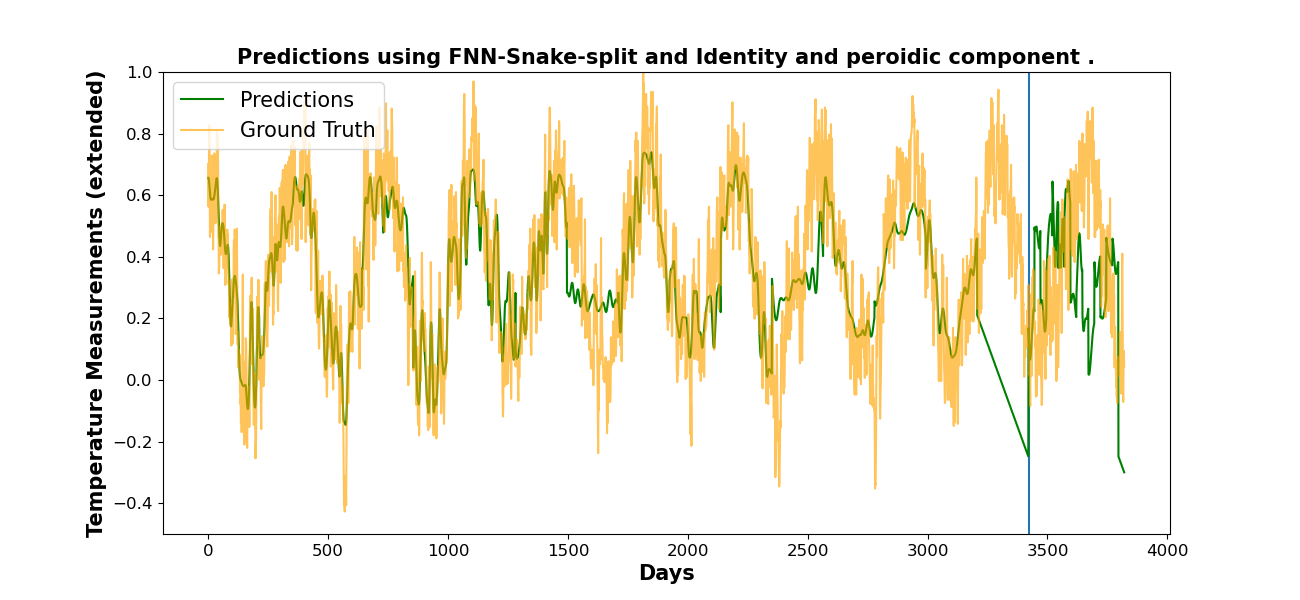 Predictions using FNN-Snake-split and Identity and peroidic component .
Temperature Measurements (extended)
1.0
0.8
0.6
0.4
0.2
0.0
−0.2
−0.4
Predictions
Ground Truth
0 500 1000 1500 2000 2500 3000 3500 4000
Days